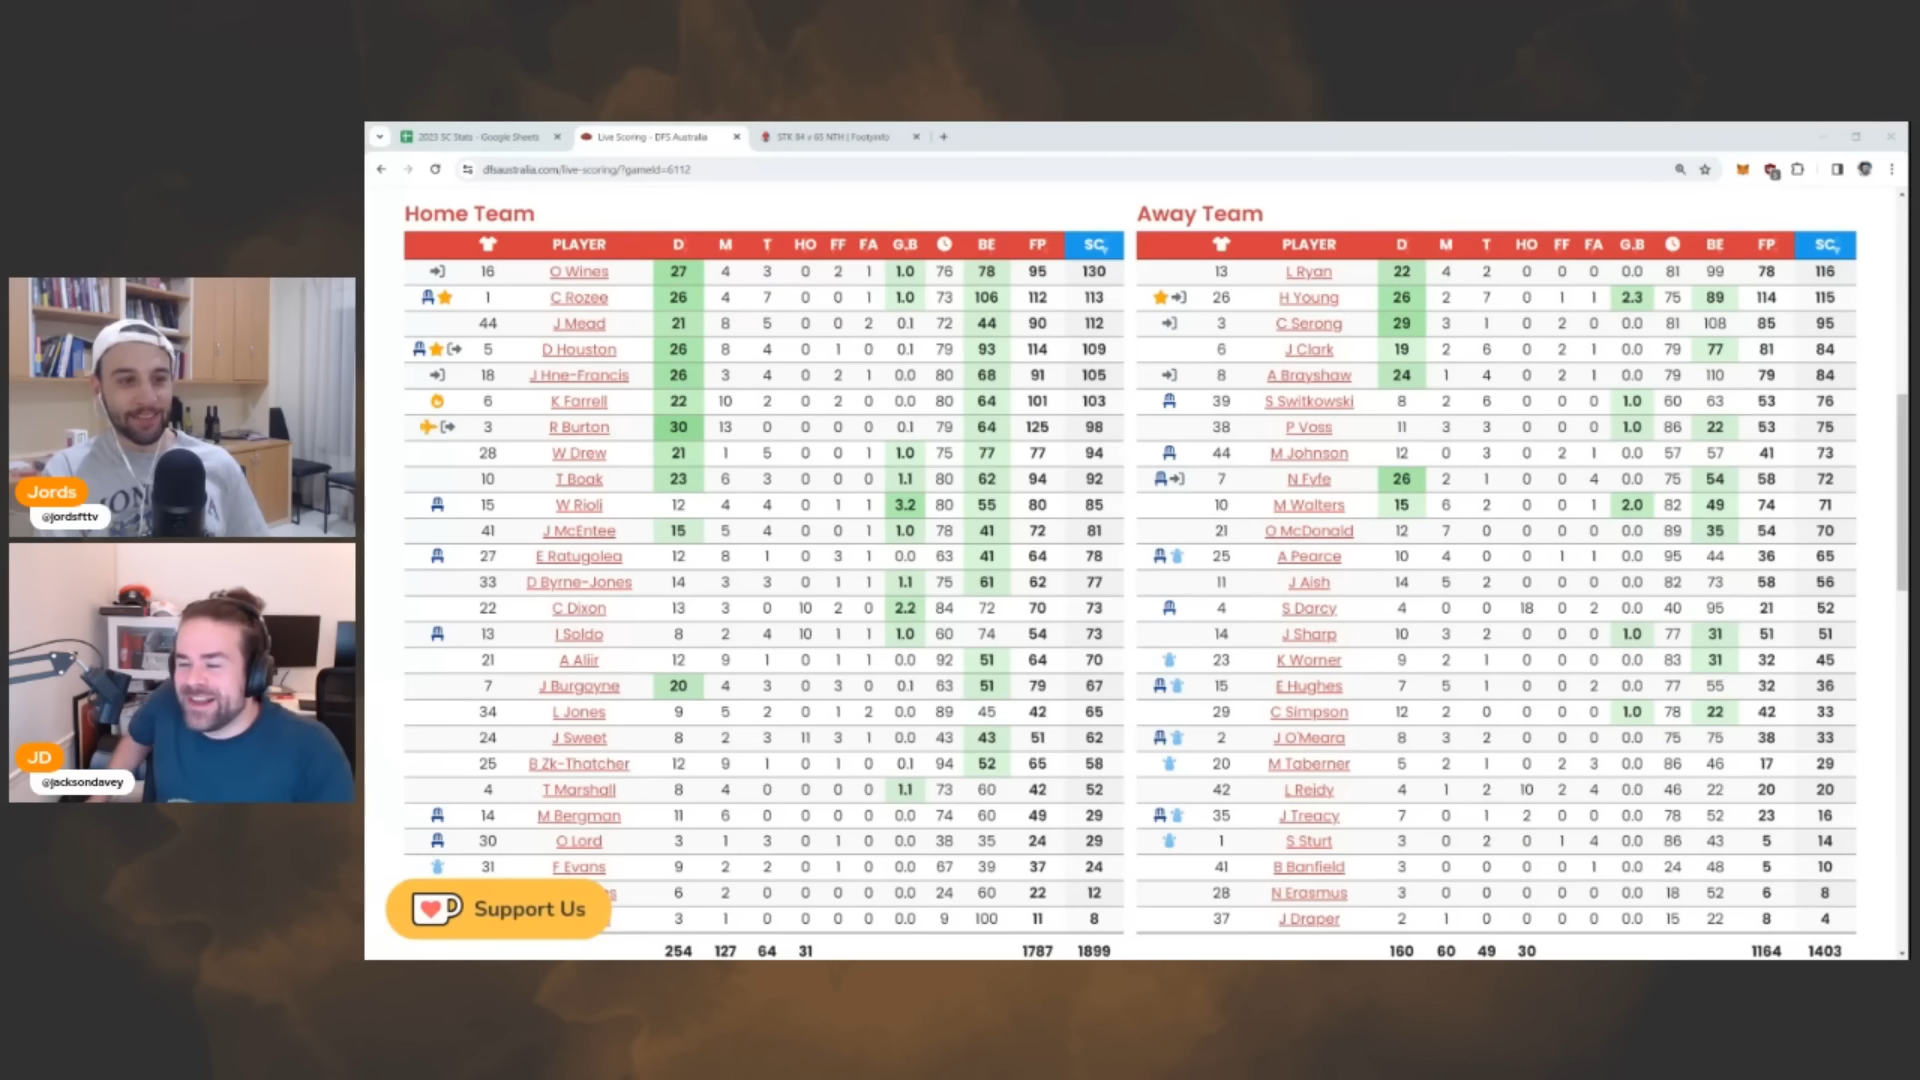 2023 SC Stats - Google Sheets
Live Scoring - DFS Australia
STK 84 v 65 NTH | Footyinfo
dfsaustralia.com/live-scoring/?gameId=6112
Home Team
PLAYER D M T HO FF FA G.B BE FP SC
16 O Wines 27 4 3 0 2 1 1.0 76 78 95 130
1 C Rozee 26 4 7 0 0 1 1.0 73 106 112 113
44 J Mead 21 8 5 0 0 2 0.1 72 44 90 112
5 D Houston 26 8 4 0 1 0 0.1 79 93 114 109
18 J Hne-Francis 26 3 4 0 2 1 0.0 80 68 91 105
6 K Farrell 22 10 2 0 2 0 0.0 80 64 101 103
3 R Burton 30 13 0 0 0 0 0.1 79 64 125 98
28 W Drew 21 1 5 0 0 1 1.0 75 77 77 94
10 T Boak 23 6 3 0 0 0 1.1 80 62 94 92
15 W Rioli 12 4 4 0 1 1 3.2 80 55 80 85
41 J McEntee 15 5 4 0 0 1 1.0 78 41 72 81
27 E Ratugolea 12 8 1 0 3 1 0.0 63 41 64 78
33 D Byrne-Jones 14 3 3 0 1 1 1.1 75 61 62 77
22 C Dixon 13 3 0 10 2 0 2.2 84 72 70 73
13 I Soldo 8 2 4 10 1 1 1.0 60 74 54 73
21 A Aliir 12 9 1 0 1 1 0.0 92 51 64 70
7 J Burgoyne 20 4 3 0 3 0 0.1 63 51 79 67
34 L Jones 9 5 2 0 1 2 0.0 89 45 42 65
24 J Sweet 8 2 3 11 3 1 0.0 43 43 51 62
25 B Zk-Thatcher 12 9 1 0 1 0 0.1 94 52 65 58
4 T Marshall 8 4 0 0 0 0 1.1 73 60 42 52
14 M Bergman 11 6 0 0 0 0 0.0 74 60 49 29
30 O Lord 3 1 3 0 1 0 0.0 38 35 24 29
31 F Evans 9 2 2 0 1 0 0.0 67 39 37 24
s 6 2 0 0 0 0 0.0 24 60 22 12
3 1 0 0 0 0 0.0 9 100 11 8
254 127 64 31 1787 1899
Away Team
PLAYER D M T HO FF FA G.B BE FP SC
13 L Ryan 22 4 2 0 0 0 0.0 81 99 78 116
26 H Young 26 2 7 0 1 1 2.3 75 89 114 115
3 C Serong 29 3 1 0 2 0 0.0 81 108 85 95
6 J Clark 19 2 6 0 2 1 0.0 79 77 81 84
8 A Brayshaw 24 1 4 0 2 1 0.0 79 110 79 84
39 S Switkowski 8 2 6 0 0 0 1.0 60 63 53 76
38 P Voss 11 3 3 0 0 0 1.0 86 22 53 75
44 M Johnson 12 0 3 0 2 1 0.0 57 57 41 73
7 N Fyfe 26 2 1 0 0 4 0.0 75 54 58 72
10 M Walters 15 6 2 0 0 1 2.0 82 49 74 71
21 O McDonald 12 7 0 0 0 0 0.0 89 35 54 70
25 A Pearce 10 4 0 0 1 1 0.0 95 44 36 65
11 J Aish 14 5 2 0 0 0 0.0 82 73 58 56
4 S Darcy 4 0 0 18 0 2 0.0 40 95 21 52
14 J Sharp 10 3 2 0 0 0 1.0 77 31 51 51
23 K Worner 9 2 1 0 0 0 0.0 83 31 32 45
15 E Hughes 7 5 1 0 0 2 0.0 77 55 32 36
29 C Simpson 12 2 0 0 0 0 1.0 78 22 42 33
2 J O'Meara 8 3 2 0 0 0 0.0 75 75 38 33
20 M Taberner 5 2 1 0 2 3 0.0 86 46 17 29
42 L Reidy 4 1 2 10 2 4 0.0 46 22 20 20
35 J Treacy 7 0 1 2 0 0 0.0 78 52 23 16
1 S Sturt 3 0 2 0 1 4 0.0 86 43 5 14
41 B Banfield 3 0 0 0 0 1 0.0 24 48 5 10
28 N Erasmus 3 0 0 0 0 0 0.0 18 52 6 8
37 J Draper 2 1 0 0 0 0 0.0 15 22 8 4
160 60 49 30 1164 1403
Support Us
Jords
@jordsfttv
JD
@jacksondavey